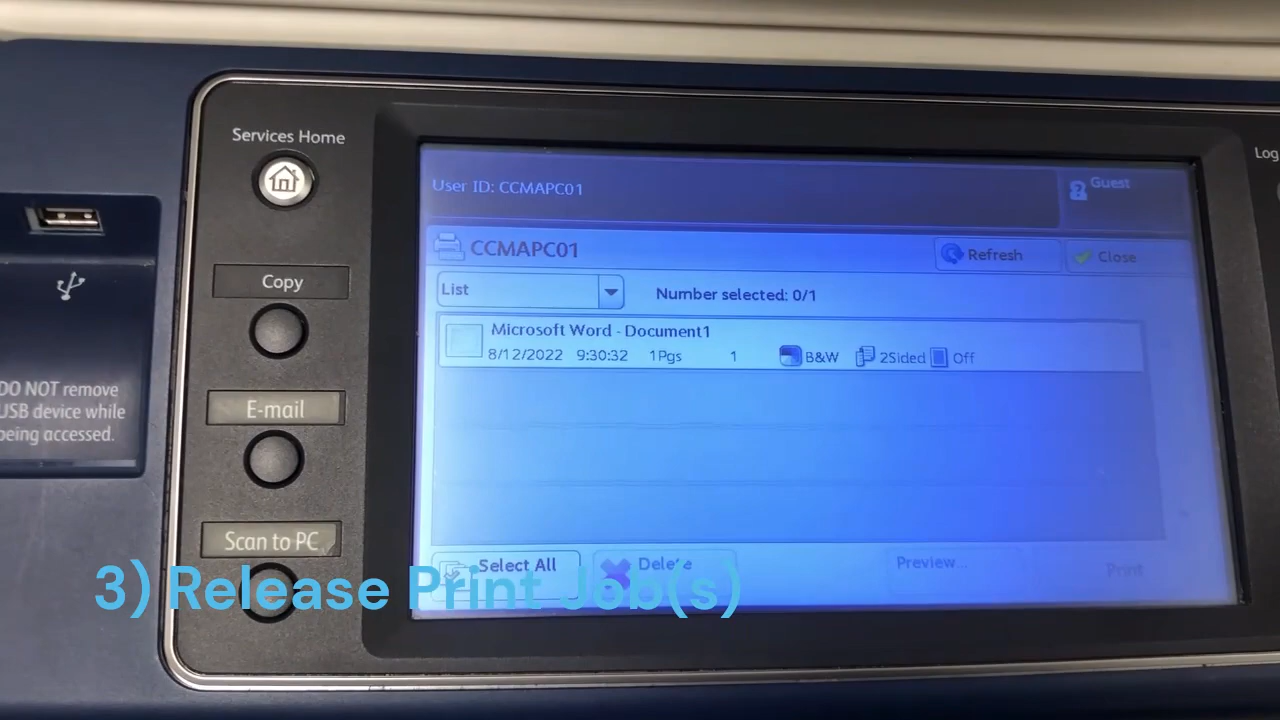 Services Home
Log
User ID: CCMAPC01
Guest
CCMAPC01
Refresh
Close
Copy
List
Number selected: 0/1
Microsoft Word - Document1
8/12/2022 9:30:32 1Pgs 1 B&W 2Sided Off
DO NOT remove
USB device while
being accessed.
E-mail
Scan to PC
Select All
Delete
Preview...
Print
3) Release Print Job(s)